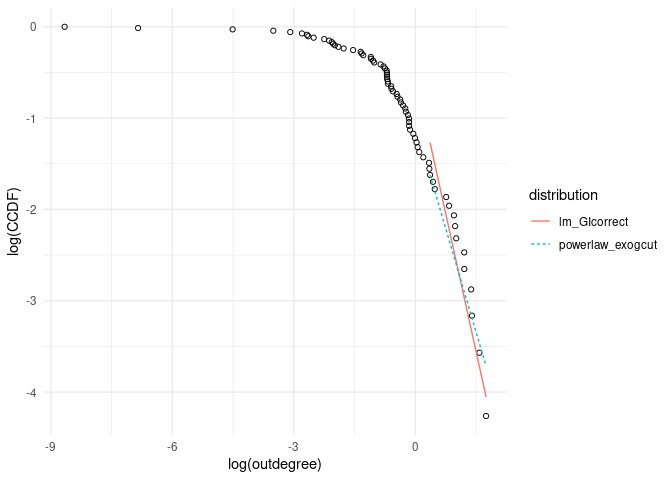 0
-1
-2
-3
-4
log(CCDF)
-9
-6
-3
0
log(outdegree)
distribution
lm_GIcorrect
powerlaw_exogcut